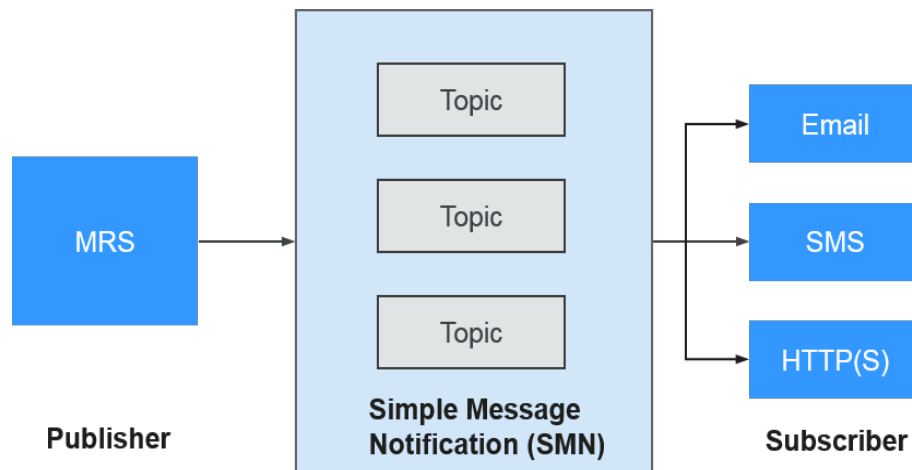 MRS
Publisher
Topic
Topic
Topic
Simple Message
Notification (SMN)
Email
SMS
HTTP(S)
Subscriber